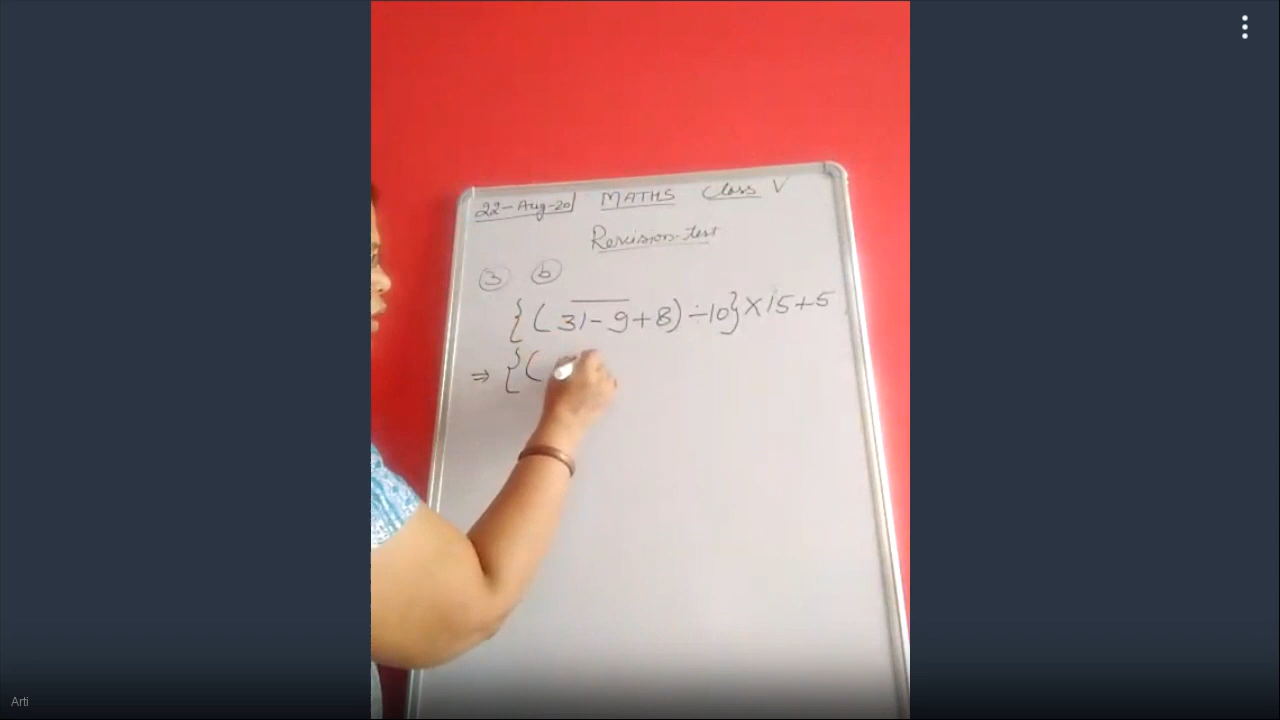 22-Aug-20 MATHS Class V
Revision-test
3 b
{( 31-9+8) ÷10}×15+5
⇒ {(
Arti